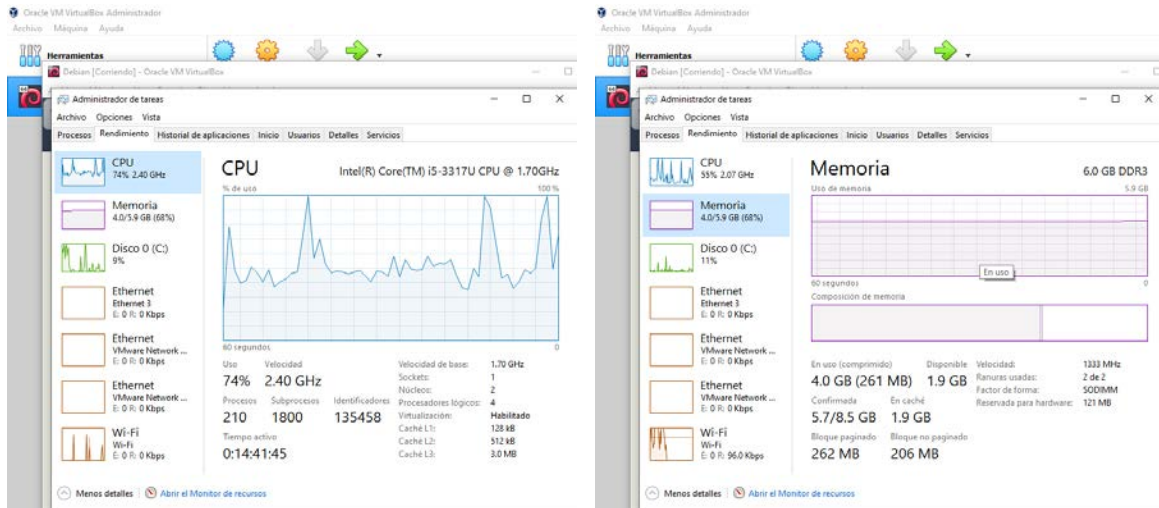 Oracle VM VirtualBox Administrador
Archivo Máquina Ayuda
Herramientas
Debian [Corriendo] - Oracle VM VirtualBox
Administrador de tareas
Archivo Opciones Vista
Procesos Rendimiento Historial de aplicaciones Inicio Usuarios Detalles Servicios
CPU
74% 2.40 GHz
Memoria
4.0/5.9 GB (68%)
Disco 0 (C:)
9%
Ethernet
Ethernet 3
E: 0 R: 0 Kbps
Ethernet
VMware Network ...
E: 0 R: 0 Kbps
Ethernet
VMware Network ...
E: 0 R: 0 Kbps
Wi-Fi
Wi-Fi
E: 0 R: 0 Kbps
CPU Intel(R) Core(TM) i5-3317U CPU @ 1.70GHz
% de uso 100 %
60 segundos 0
Uso Velocidad
74% 2.40 GHz
Procesos Subprocesos Identificadores
210 1800 135458
Tiempo activo
0:14:41:45
Velocidad de base: 1.70 GHz
Sockets: 1
Núcleos: 2
Procesadores lógicos: 4
Virtualización: Habilitado
Caché L1: 128 kB
Caché L2: 512 kB
Caché L3: 3.0 MB
Menos detalles Abrir el Monitor de recursos
Oracle VM VirtualBox Administrador
Archivo Máquina Ayuda
Herramientas
Debian [Corriendo] - Oracle VM VirtualBox
Administrador de tareas
Archivo Opciones Vista
Procesos Rendimiento Historial de aplicaciones Inicio Usuarios Detalles Servicios
CPU
55% 2.07 GHz
Memoria
4.0/5.9 GB (68%)
Disco 0 (C:)
11%
Ethernet
Ethernet 3
E: 0 R: 0 Kbps
Ethernet
VMware Network ...
E: 0 R: 0 Kbps
Ethernet
VMware Network ...
E: 0 R: 0 Kbps
Wi-Fi
Wi-Fi
E: 0 R: 96.0 Kbps
Memoria 6.0 GB DDR3
Uso de memoria 5.9 GB
En uso
60 segundos 0
Composición de memoria
En uso (comprimido) Disponible
4.0 GB (261 MB) 1.9 GB
Confirmada En caché
5.7/8.5 GB 1.9 GB
Bloque paginado Bloque no paginado
262 MB 206 MB
Velocidad: 1333 MHz
Ranuras usadas: 2 de 2
Factor de forma: SODIMM
Reservada para hardware: 121 MB
Menos detalles Abrir el Monitor de recursos